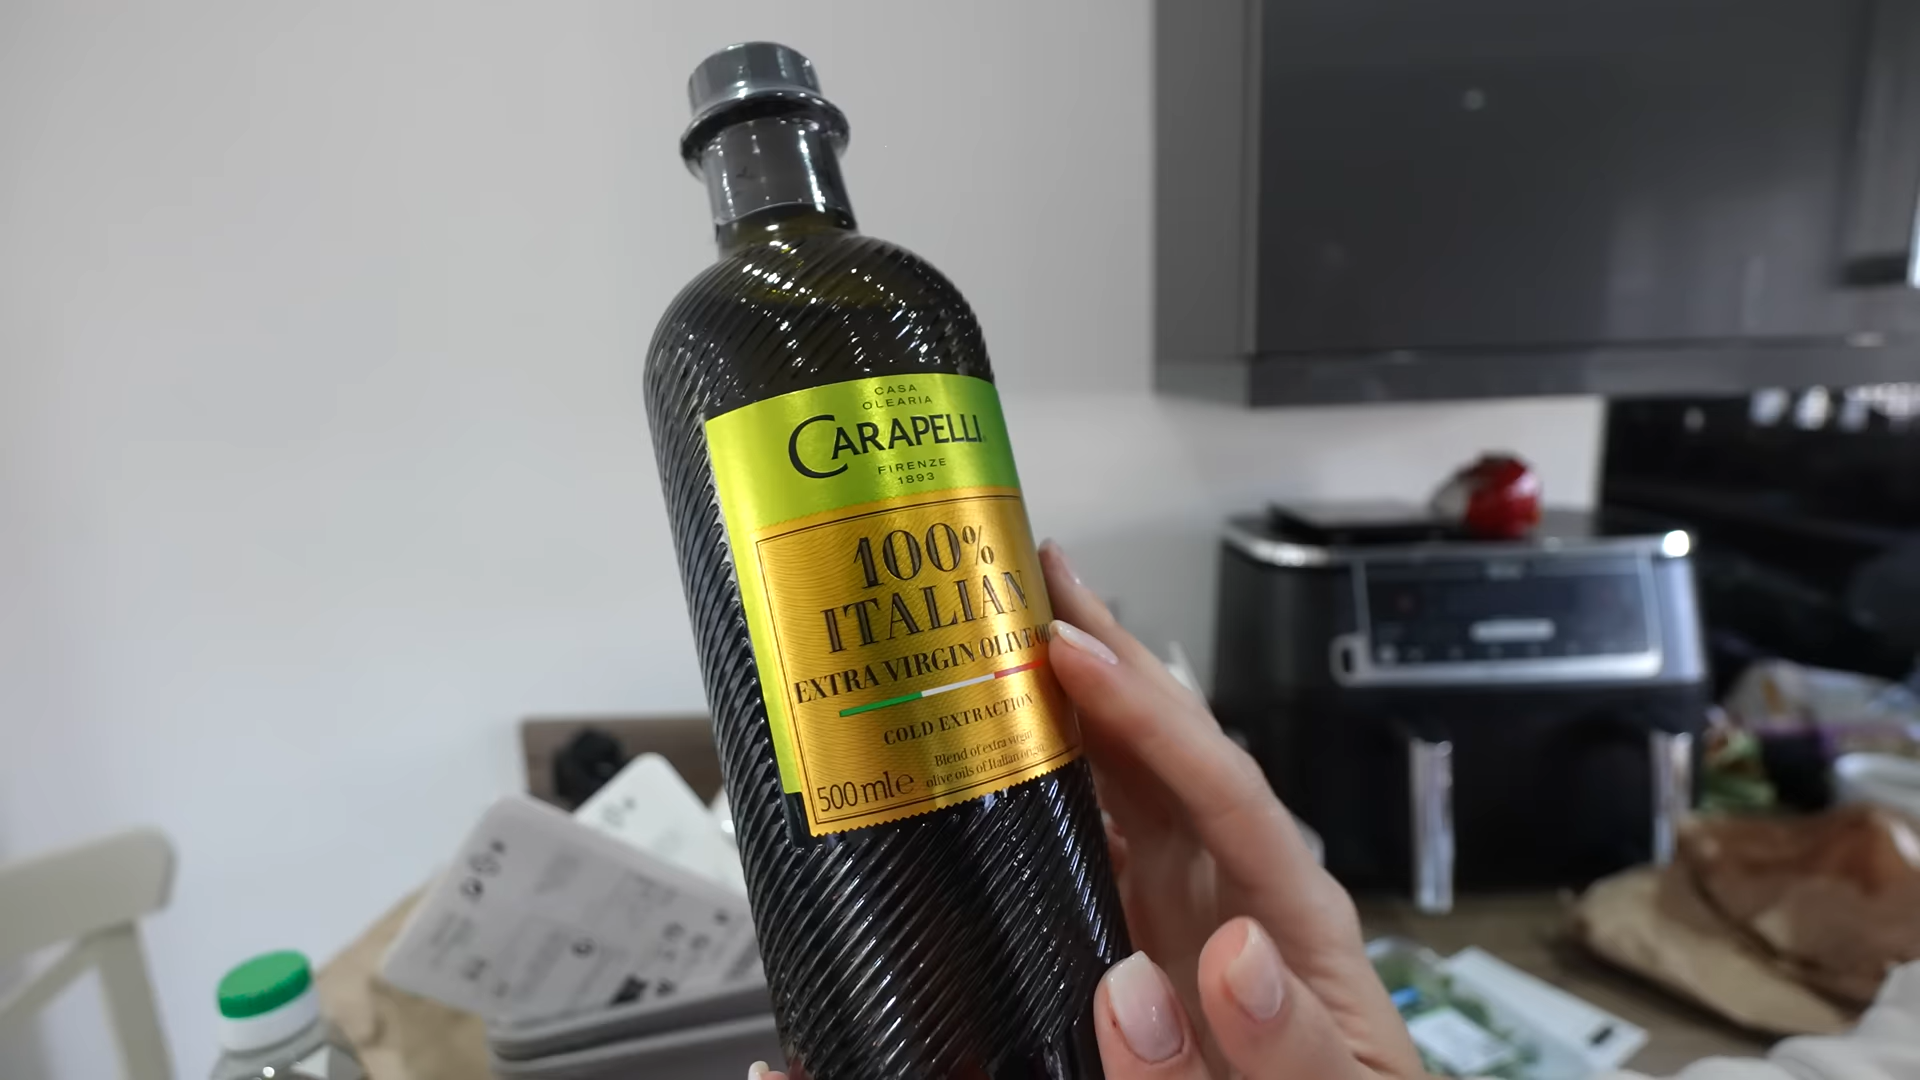 CASA
OLEARIA
CARAPELLI
FIRENZE
1893
100%
ITALIAN
EXTRA VIRGIN OLIVE OIL
COLD EXTRACTION
Blend of extra virgin
olive oils of Italian origin
500 ml e